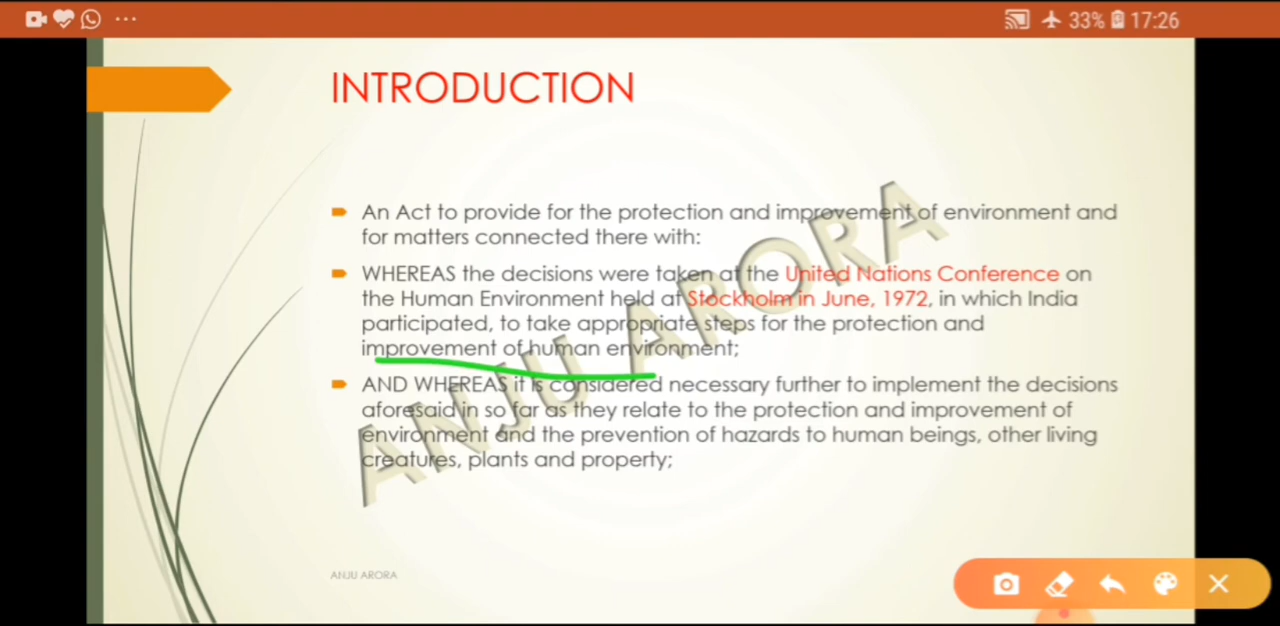 33% 17:26
INTRODUCTION
An Act to provide for the protection and improvement of environment and
for matters connected there with:
WHEREAS the decisions were taken at the United Nations Conference on
the Human Environment held at Stockholm in June, 1972, in which India
participated, to take appropriate steps for the protection and
improvement of human environment;
AND WHEREAS it is considered necessary further to implement the decisions
aforesaid in so far as they relate to the protection and improvement of
environment and the prevention of hazards to human beings, other living
creatures, plants and property;
ANJU ARORA
ANJU ARORA